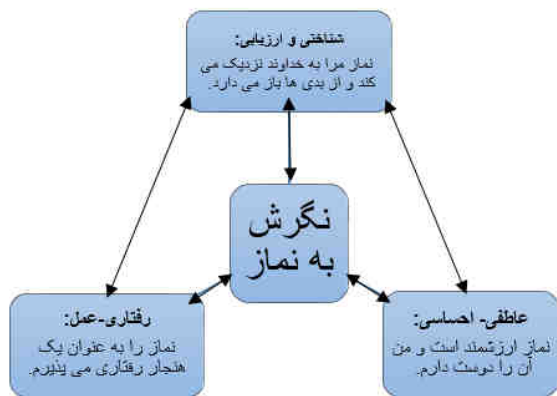 شناختی و ارزیابی:
نماز مرا به خداوند نزدیک می
کند و از بدی ها باز می دارد.
نگرش
به نماز
عاطفی- احساسی:
نماز ارزشمند است و من
آن را دوست دارم.
رفتاری-عمل:
نماز را به عنوان یک
هنجار رفتاری می پذیرم.